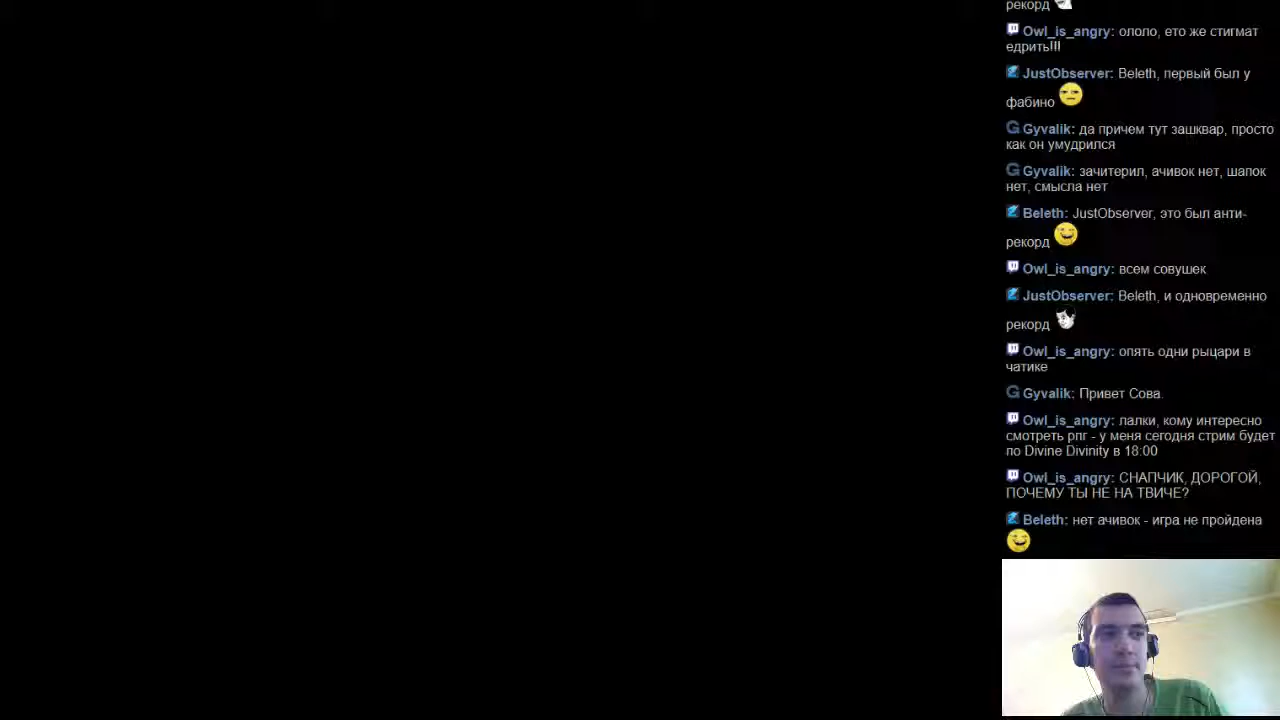 рекорд
Owl_is_angry: ололо, ето же стигмат
едрить!!!
JustObserver: Beleth, первый был у
фабино
Gyvalik: да причем тут зашквар, просто
как он умудрился
Gyvalik: зачитерил, ачивок нет, шапок
нет, смысла нет
Beleth: JustObserver, это был анти-
рекорд
Owl_is_angry: всем совушек
JustObserver: Beleth, и одновременно
рекорд
Owl_is_angry: опять одни рыцари в
чатике
Gyvalik: Привет Сова.
Owl_is_angry: лалки, кому интересно
смотреть рпг - у меня сегодня стрим будет
по Divine Divinity в 18:00
Owl_is_angry: СНАПЧИК, ДОРОГОЙ,
ПОЧЕМУ ТЫ НЕ НА ТВИЧЕ?
Beleth: нет ачивок - игра не пройдена